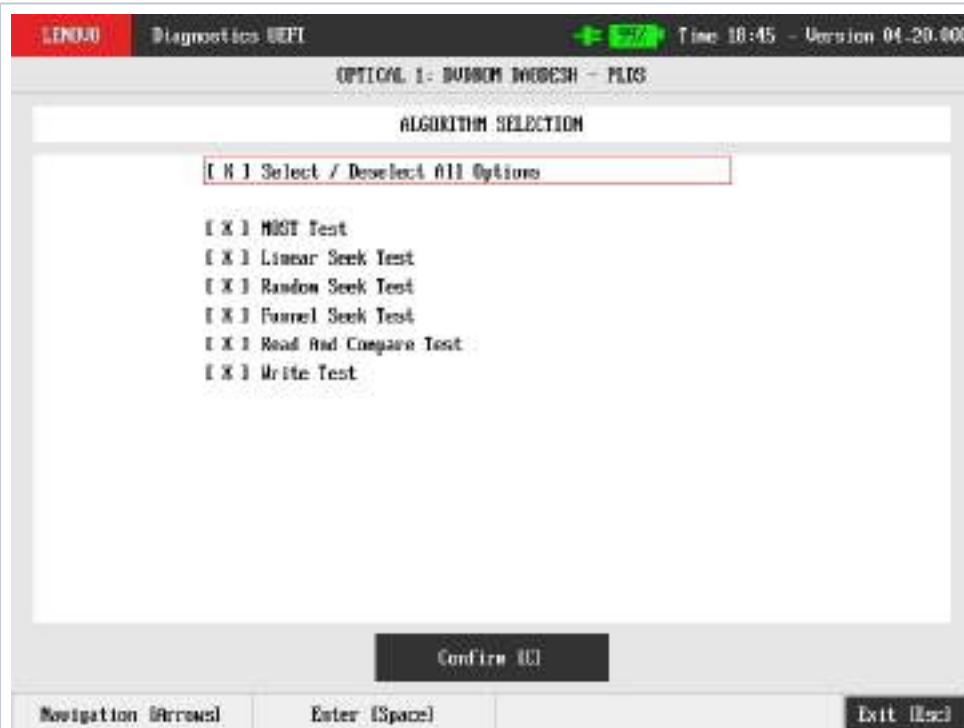 LENOVO Diagnostics UEFI 99% Time 18:45 - Version 04.20.000
OPTICAL 1: DVDROM - PLDS
ALGORITHM SELECTION
[ X ] Select / Deselect All Options
[ X ] MOST Test
[ X ] Linear Seek Test
[ X ] Random Seek Test
[ X ] Funnel Seek Test
[ X ] Read And Compare Test
[ X ] Write Test
Confirm [C]
Navigation [Arrows] Enter [Space] Exit [Esc]